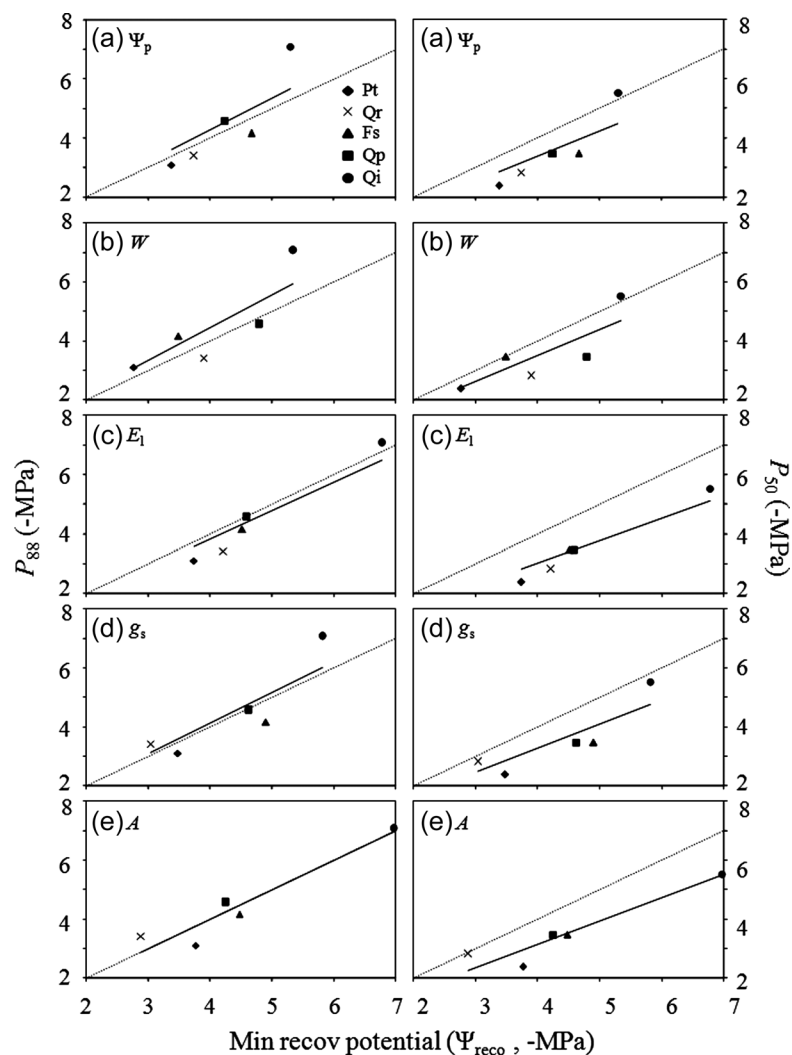 8
(a) Ψp
(a) Ψp
8
6
Pt
6
Qr
Fs
4
Qp
4
Qi
2
2
8
(b) W
(b) W
8
6
6
4
4
2
2
8
(c) El
(c) El
8
6
6
4
4
2
2
P88 (-MPa)
P50 (-MPa)
8
(d) gs
(d) gs
8
6
6
4
4
2
2
8
(e) A
(e) A
8
6
6
4
4
2
2
2 3 4 5 6 7 2 3 4 5 6 7
Min recov potential (Ψreco , -MPa)